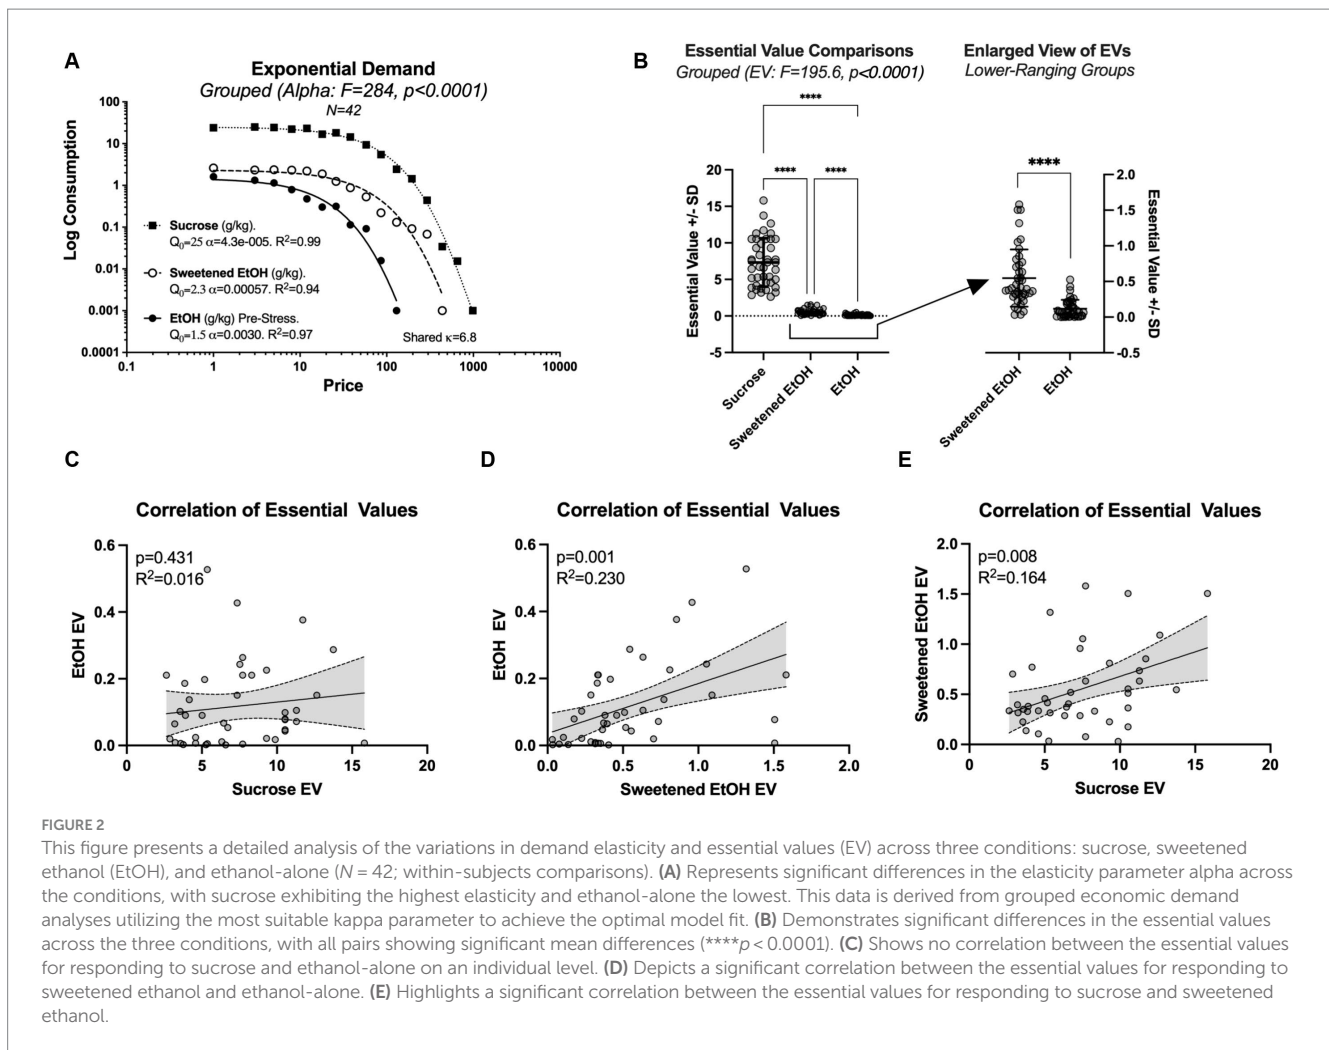 A
Exponential Demand
Grouped (Alpha: F=284, p<0.0001)
N=42
100
10
1
0.1
0.01
0.001
0.0001
Log Consumption
Sucrose (g/kg).
Q0=25 α=4.3e-005. R2=0.99
Sweetened EtOH (g/kg).
Q0=2.3 α=0.00057. R2=0.94
EtOH (g/kg) Pre-Stress.
Q0=1.5 α=0.0030. R2=0.97
Shared κ=6.8
0.1 1 10 100 1000 10000
Price
B
Essential Value Comparisons
Grouped (EV: F=195.6, p<0.0001)
****
**** ****
20
15
10
5
0
-5
Essential Value +/- SD
Sucrose
Sweetened EtOH
EtOH
Enlarged View of EVs
Lower-Ranging Groups
****
2.0
1.5
1.0
0.5
0.0
-0.5
Essential Value +/- SD
Sweetened EtOH
EtOH
C
Correlation of Essential Values
p=0.431
R2=0.016
0.6
0.4
0.2
0.0
EtOH EV
0 5 10 15 20
Sucrose EV
D
Correlation of Essential Values
p=0.001
R2=0.230
0.6
0.4
0.2
0.0
EtOH EV
0.0 0.5 1.0 1.5 2.0
Sweetened EtOH EV
E
Correlation of Essential Values
p=0.008
R2=0.164
2.0
1.5
1.0
0.5
0.0
Sweetened EtOH EV
0 5 10 15 20
Sucrose EV
FIGURE 2
This figure presents a detailed analysis of the variations in demand elasticity and essential values (EV) across three conditions: sucrose, sweetened
ethanol (EtOH), and ethanol-alone (N = 42; within-subjects comparisons). (A) Represents significant differences in the elasticity parameter alpha across
the conditions, with sucrose exhibiting the highest elasticity and ethanol-alone the lowest. This data is derived from grouped economic demand
analyses utilizing the most suitable kappa parameter to achieve the optimal model fit. (B) Demonstrates significant differences in the essential values
across the three conditions, with all pairs showing significant mean differences (****p < 0.0001). (C) Shows no correlation between the essential values
for responding to sucrose and ethanol-alone on an individual level. (D) Depicts a significant correlation between the essential values for responding to
sweetened ethanol and ethanol-alone. (E) Highlights a significant correlation between the essential values for responding to sucrose and sweetened
ethanol.